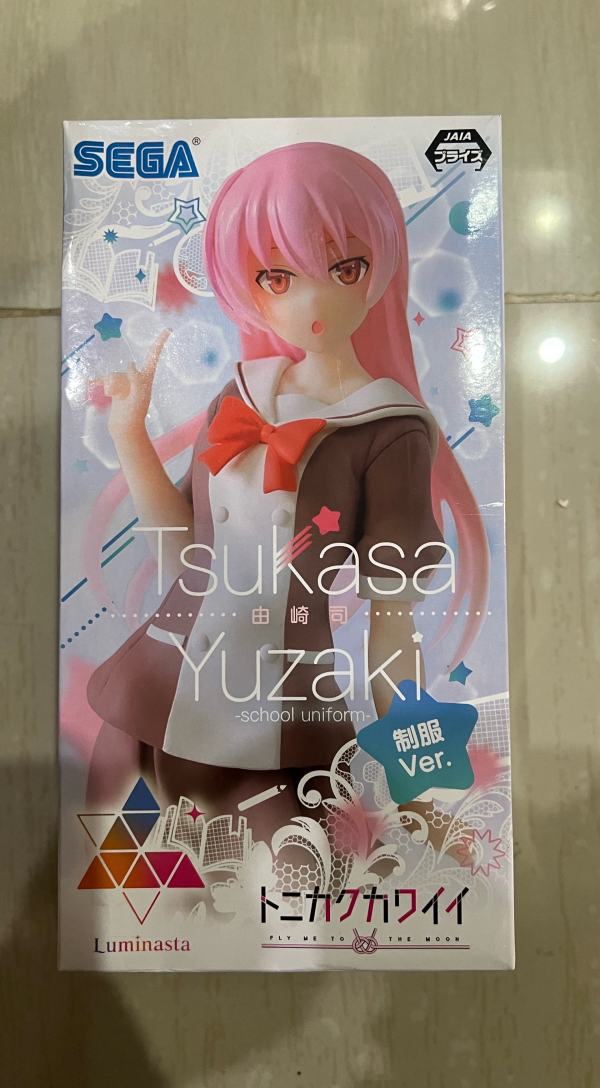 SEGA®
JAIA
プライズ
Tsukasa
由崎司
Yuzaki
-school uniform-
制服
Ver.
Luminasta
トニカクカワイイ
FLY ME TO THE MOON